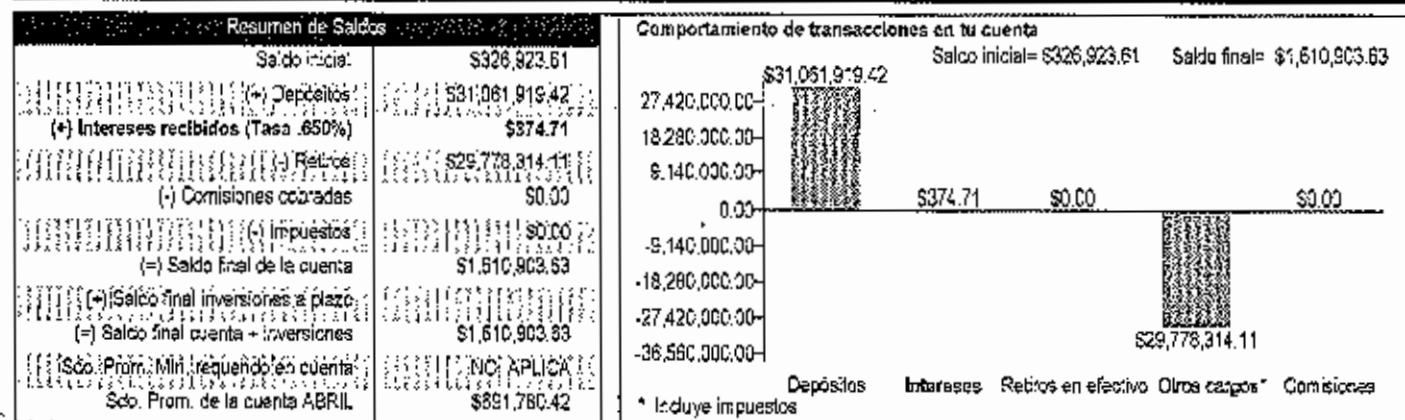 Resumen de Saldos
Saldo inicial $326,923.61
(+) Depósitos $31,061,919.42
(+) Intereses recibidos (Tasa .650%) $374.71
(-) Retiros $29,778,314.11
(-) Comisiones cobradas $0.00
(-) Impuestos $0.00
(=) Saldo final de la cuenta $1,610,903.63
(+) Saldo final inversiones a plazo
(=) Saldo final cuenta + inversiones $1,610,903.63
Sdo. Prom. Min. requerido en cuenta NO APLICA
Sdo. Prom. de la cuenta ABRIL $691,780.42
Comportamiento de transacciones en tu cuenta
Saldo inicial= $326,923.61 Saldo final= $1,610,903.63
$31,061,919.42
27,420,000.00
18,280,000.00
9,140,000.00
0.00 $374.71 $0.00 $0.00
-9,140,000.00
-18,280,000.00
-27,420,000.00
$29,778,314.11
-36,560,000.00
Depósitos Intereses Retiros en efectivo Otros cargos* Comisiones
* Incluye impuestos